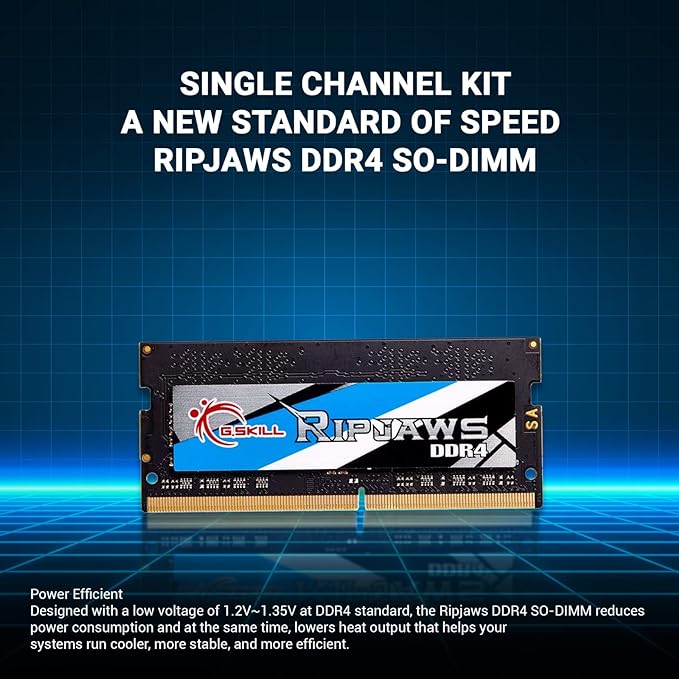 SINGLE CHANNEL KIT
A NEW STANDARD OF SPEED
RIPJAWS DDR4 SO-DIMM
G.SKILL
RIPJAWS
DDR4
SA
Power Efficient
Designed with a low voltage of 1.2V~1.35V at DDR4 standard, the Ripjaws DDR4 SO-DIMM reduces
power consumption and at the same time, lowers heat output that helps your
systems run cooler, more stable, and more efficient.